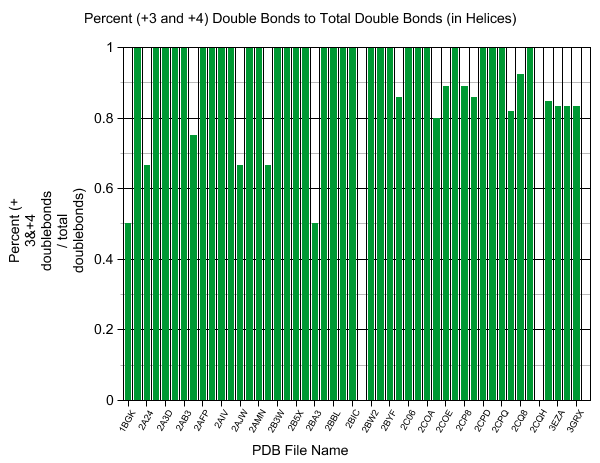 Percent (+3 and +4) Double Bonds to Total Double Bonds (in Helices)
1
0.8
0.6
0.4
0.2
0
Percent (+
3&+4
doublebonds
/ total
doublebonds)
1BGK
2A24
2A3D
2AB3
2AFP
2AIV
2AJW
2AMN
2B3W
2B5X
2BA3
2BBL
2BIC
2BW2
2BYF
2C06
2COA
2COE
2CP8
2CPD
2CPQ
2CQ8
2CQH
3EZA
3GRX
PDB File Name